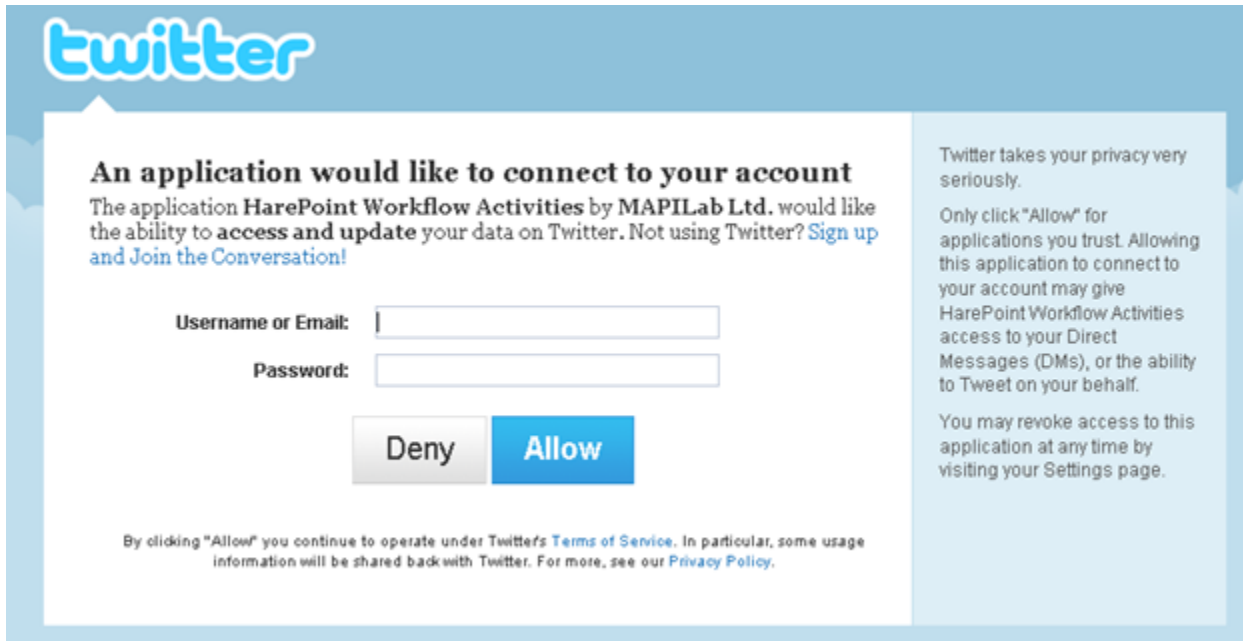 twitter
An application would like to connect to your account
The application HarePoint Workflow Activities by MAPILab Ltd. would like
the ability to access and update your data on Twitter. Not using Twitter? Sign up
and Join the Conversation!
Username or Email:
Password:
Deny
Allow
By clicking "Allow" you continue to operate under Twitter's Terms of Service. In particular, some usage
information will be shared back with Twitter. For more, see our Privacy Policy.
Twitter takes your privacy very
seriously.
Only click "Allow" for
applications you trust. Allowing
this application to connect to
your account may give
HarePoint Workflow Activities
access to your Direct
Messages (DMs), or the ability
to Tweet on your behalf.
You may revoke access to this
application at any time by
visiting your Settings page.